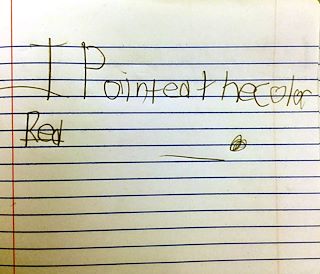 I Pointed the color
Red